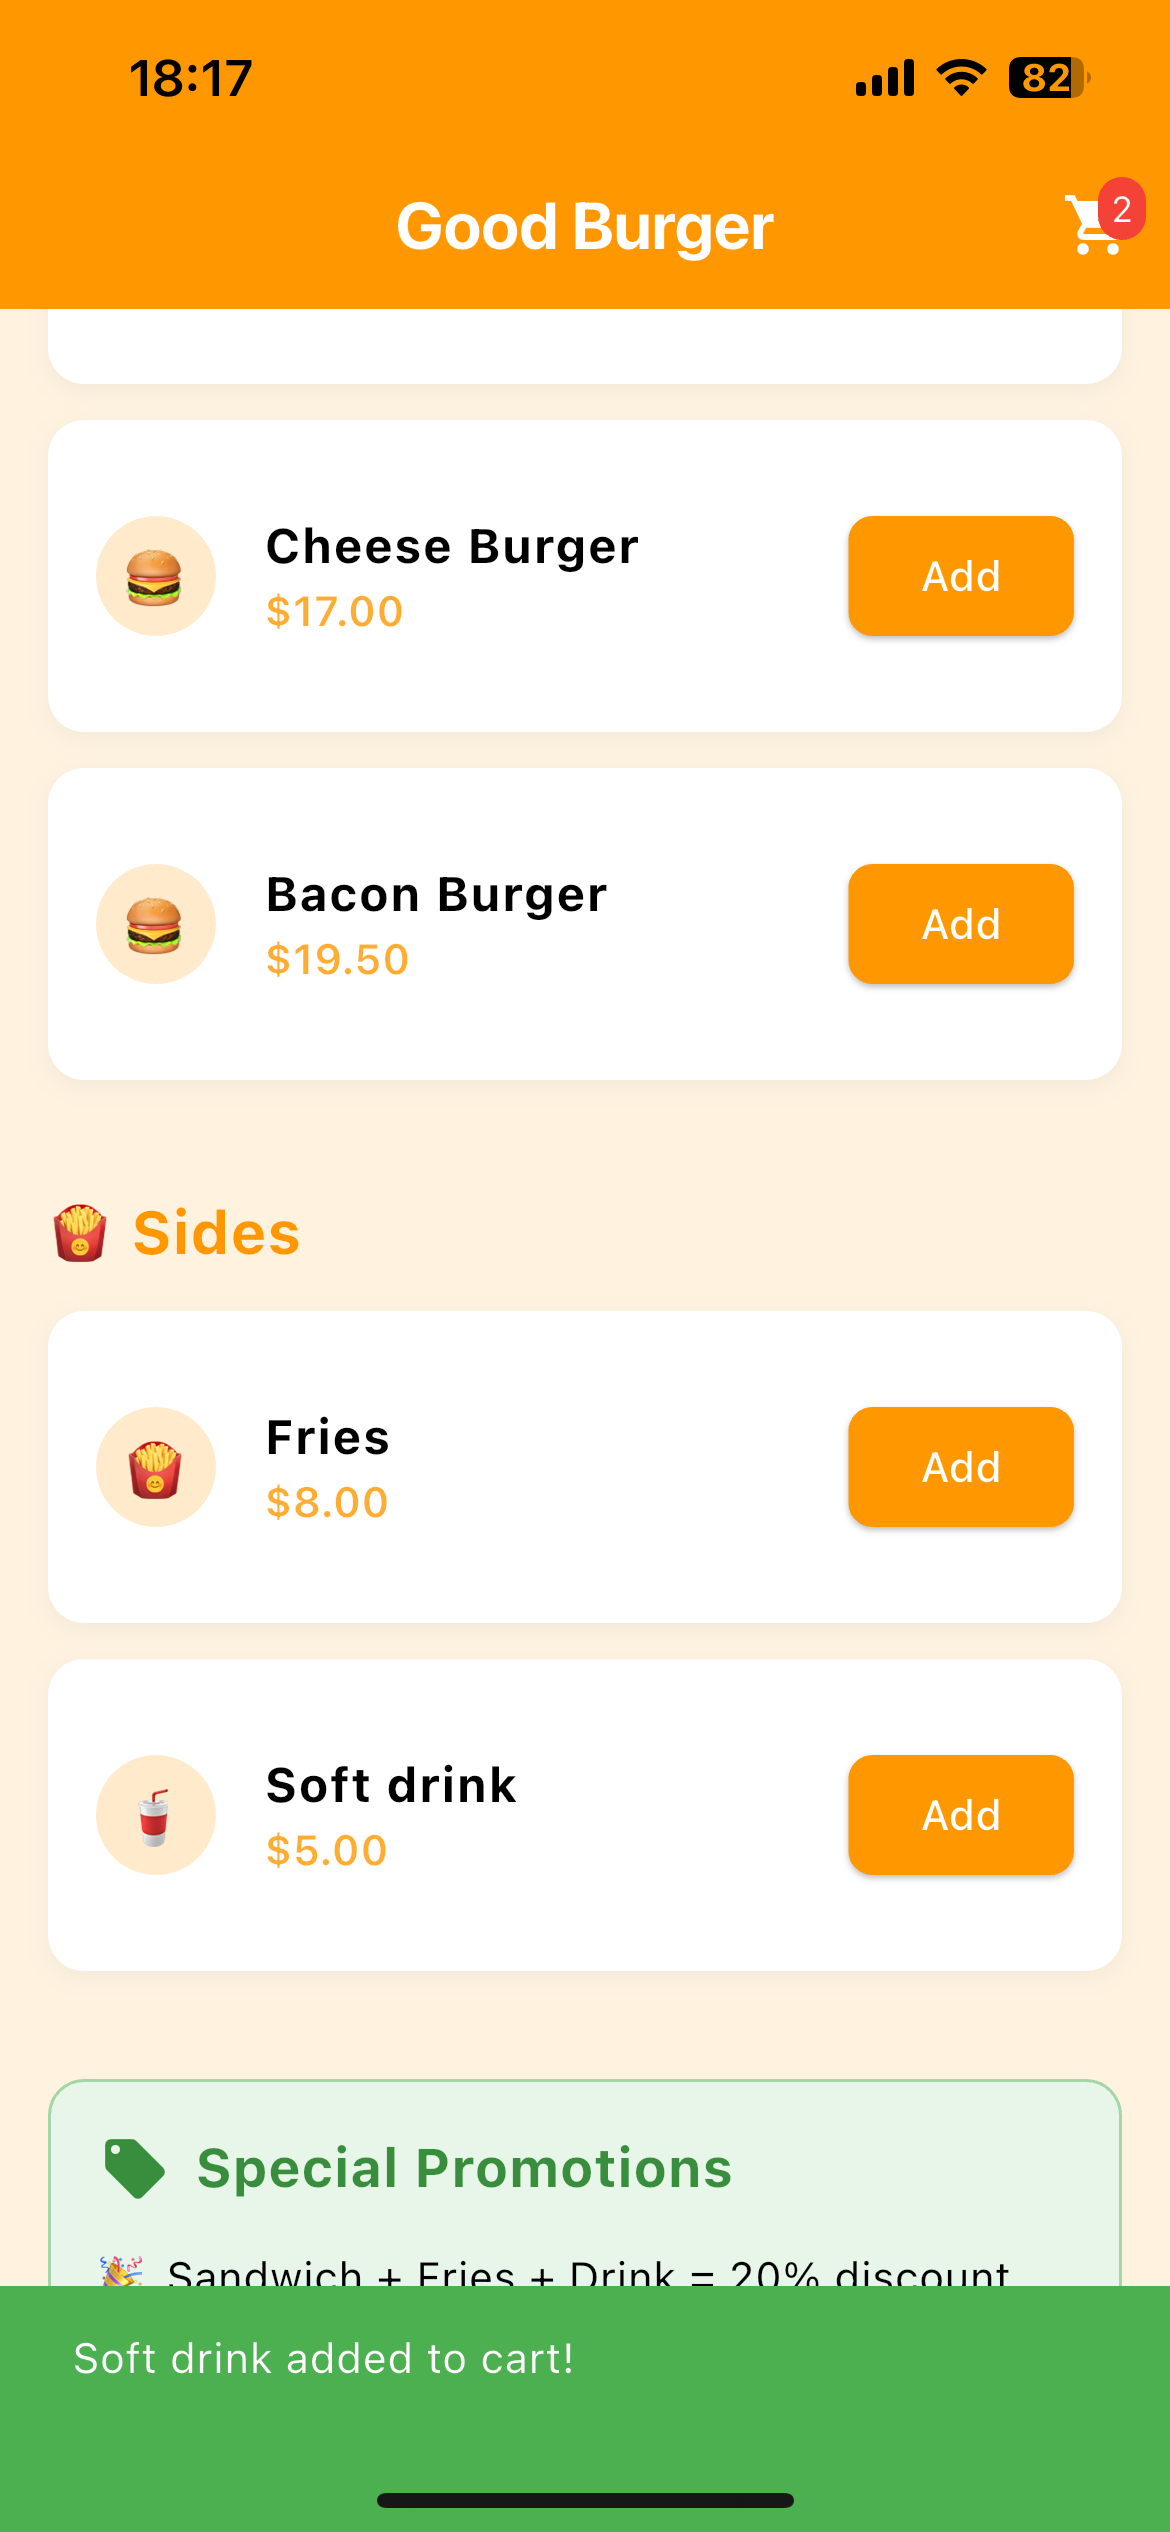 18:17
82
Good Burger
2
Cheese Burger
$17.00
Add
Bacon Burger
$19.50
Add
Sides
Fries
$8.00
Add
Soft drink
$5.00
Add
Special Promotions
Sandwich + Fries + Drink = 20% discount
Soft drink added to cart!